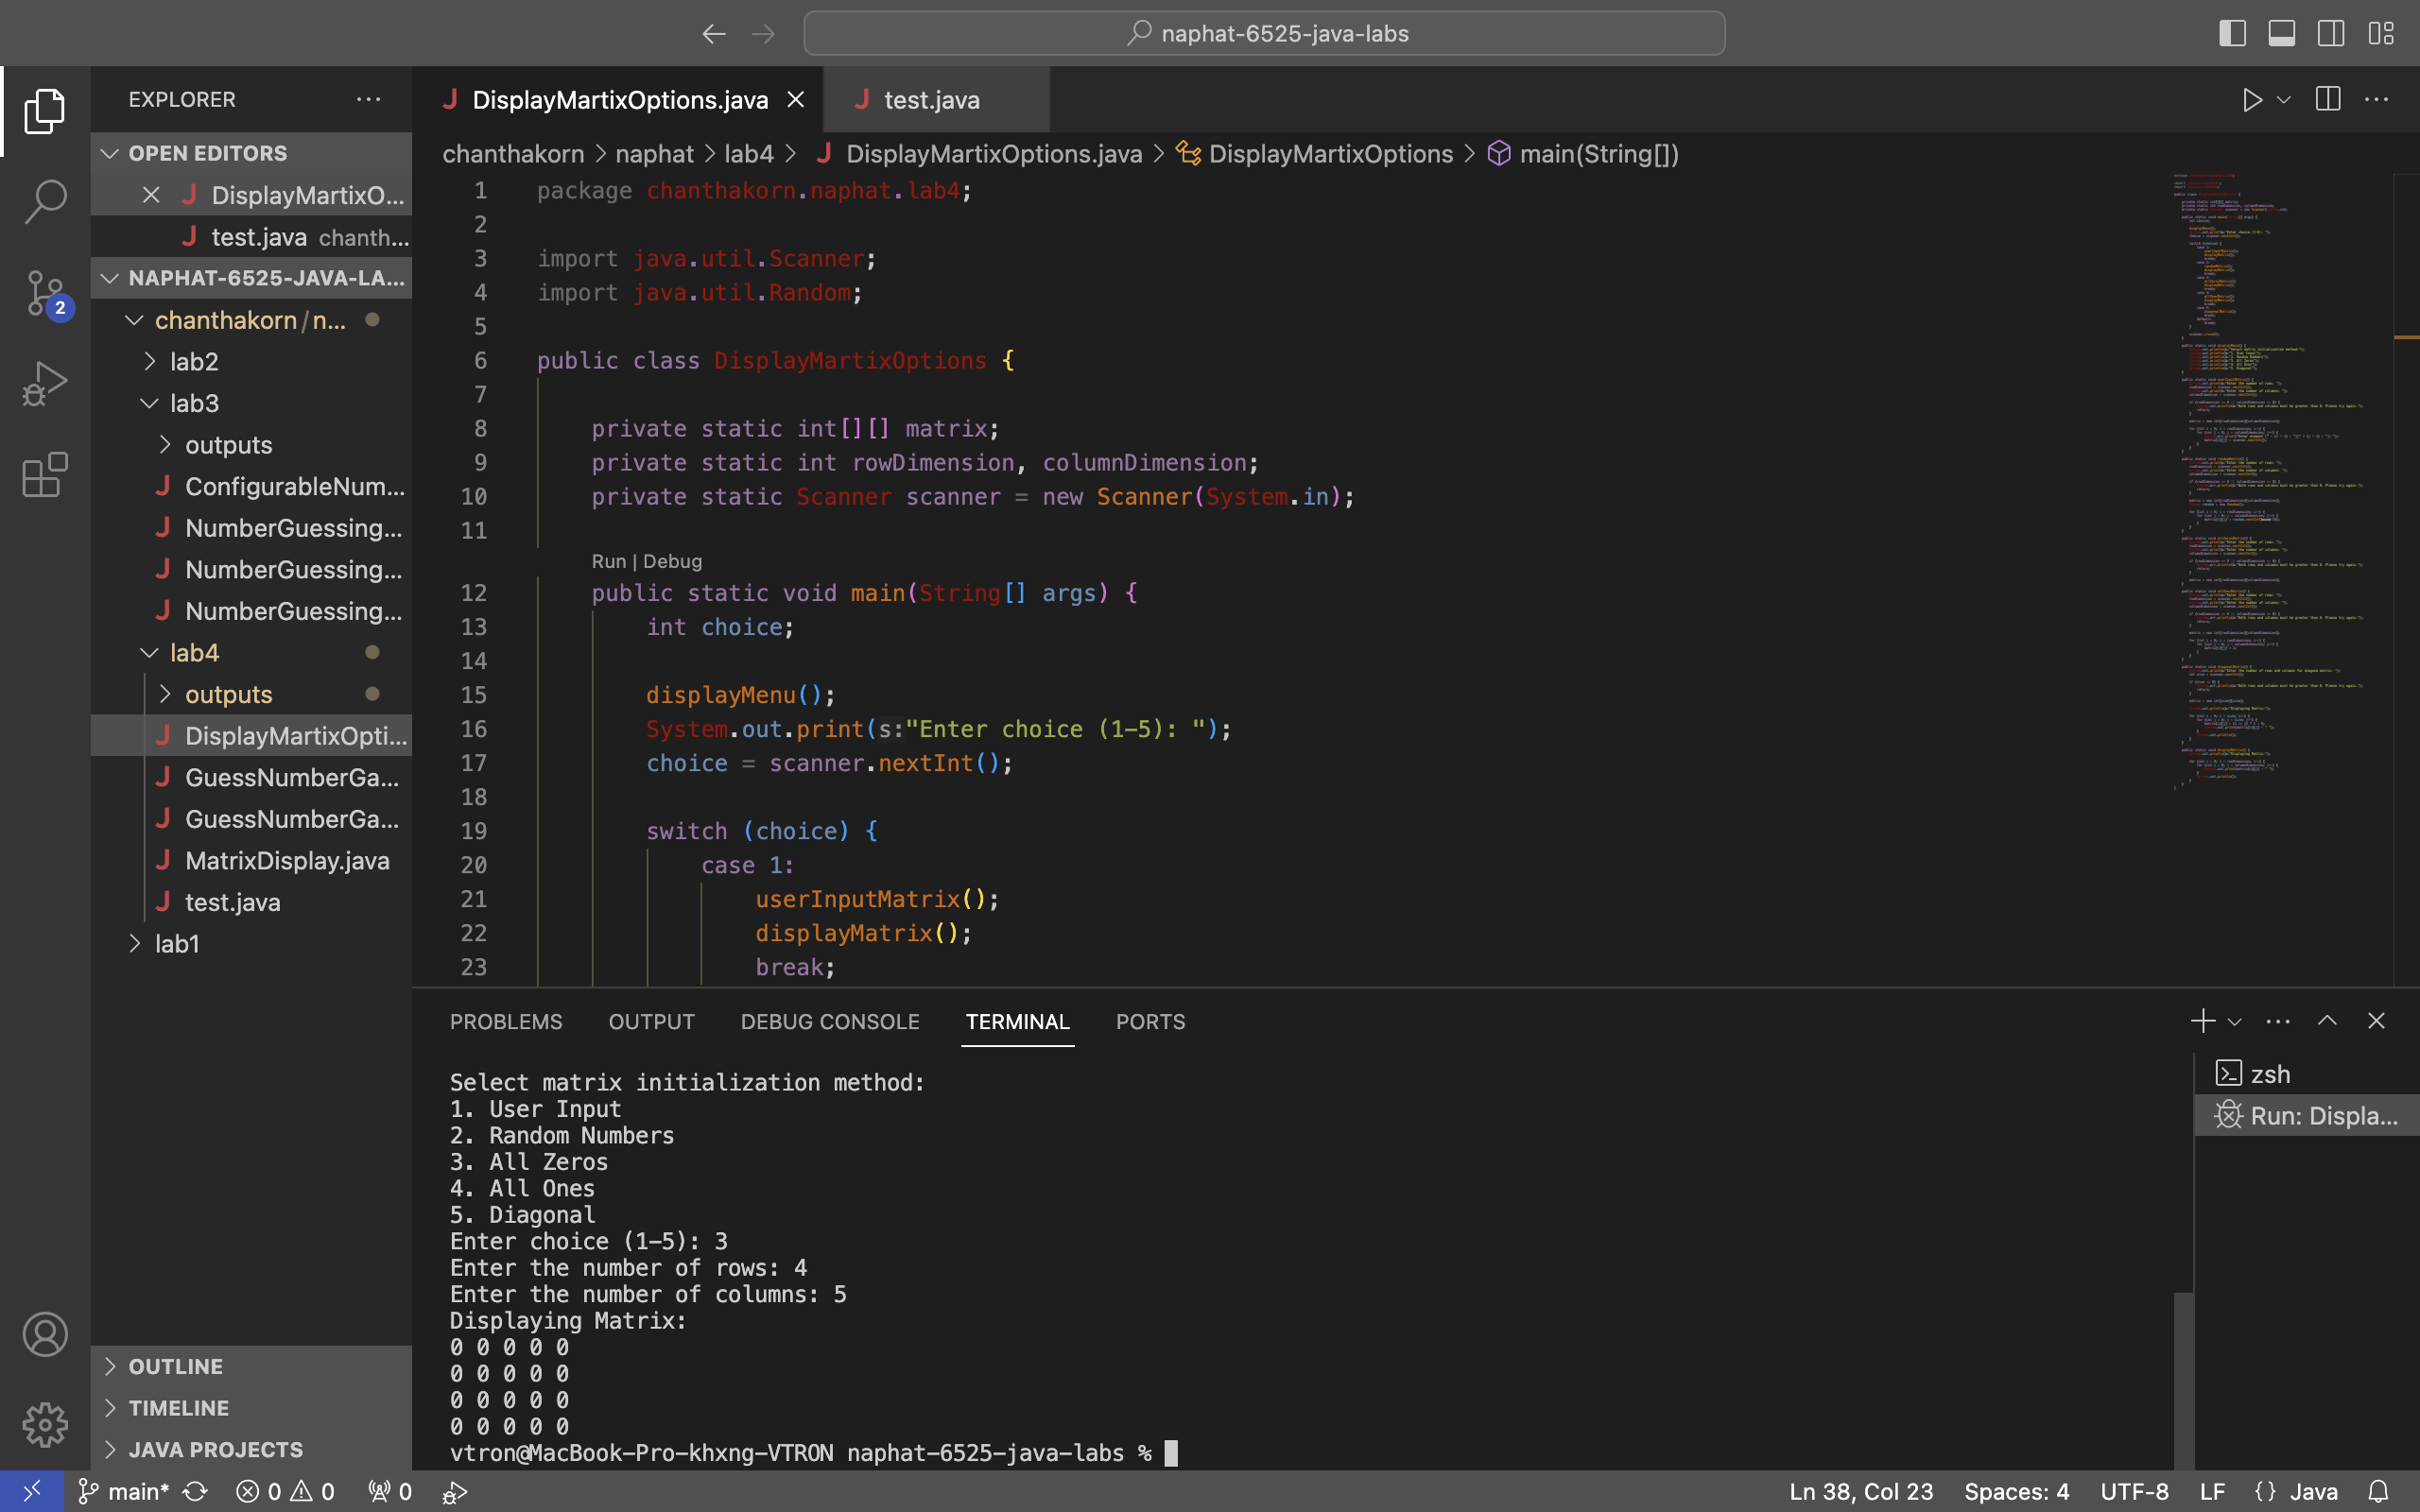 naphat-6525-java-labs
EXPLORER
OPEN EDITORS
DisplayMartixO...
test.java chanth...
NAPHAT-6525-JAVA-LA...
chanthakorn/n...
lab2
lab3
outputs
ConfigurableNum...
NumberGuessing...
NumberGuessing...
NumberGuessing...
lab4
outputs
DisplayMartixOpti...
GuessNumberGa...
GuessNumberGa...
MatrixDisplay.java
test.java
lab1
OUTLINE
TIMELINE
JAVA PROJECTS
2
DisplayMartixOptions.java
test.java
chanthakorn > naphat > lab4 > DisplayMartixOptions.java > DisplayMartixOptions > main(String[])
1 package chanthakorn.naphat.lab4;
2
3 import java.util.Scanner;
4 import java.util.Random;
5
6 public class DisplayMartixOptions {
7
8 private static int[][] matrix;
9 private static int rowDimension, columnDimension;
10 private static Scanner scanner = new Scanner(System.in);
11
Run | Debug
12 public static void main(String[] args) {
13 int choice;
14
15 displayMenu();
16 System.out.print(s:"Enter choice (1-5): ");
17 choice = scanner.nextInt();
18
19 switch (choice) {
20 case 1:
21 userInputMatrix();
22 displayMatrix();
23 break;
PROBLEMS OUTPUT DEBUG CONSOLE TERMINAL PORTS
Select matrix initialization method:
1. User Input
2. Random Numbers
3. All Zeros
4. All Ones
5. Diagonal
Enter choice (1-5): 3
Enter the number of rows: 4
Enter the number of columns: 5
Displaying Matrix:
0 0 0 0 0
0 0 0 0 0
0 0 0 0 0
0 0 0 0 0
vtron@MacBook-Pro-khxng-VTRON naphat-6525-java-labs %
zsh
Run: Displa...
main* 0 0 0 Ln 38, Col 23 Spaces: 4 UTF-8 LF {} Java